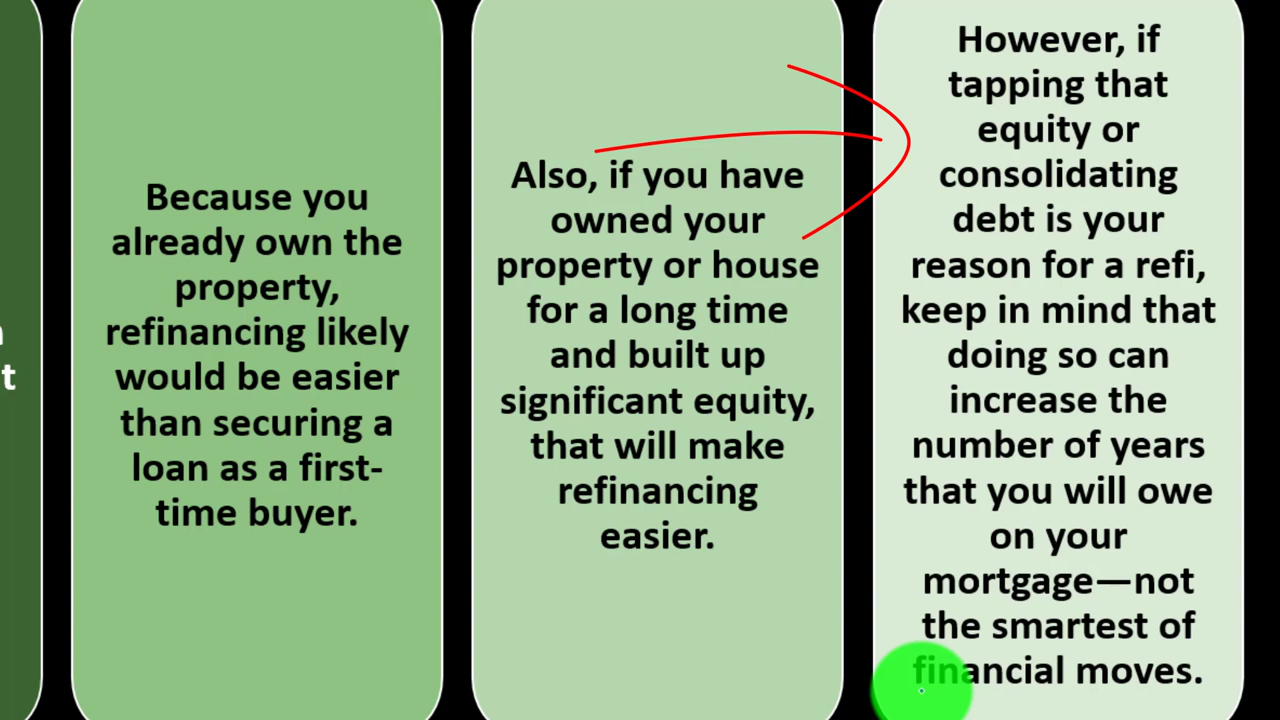 Because you
already own the
property,
refinancing likely
would be easier
than securing a
loan as a first-
time buyer.
Also, if you have
owned your
property or house
for a long time
and built up
significant equity,
that will make
refinancing
easier.
However, if
tapping that
equity or
consolidating
debt is your
reason for a refi,
keep in mind that
doing so can
increase the
number of years
that you will owe
on your
mortgage—not
the smartest of
financial moves.